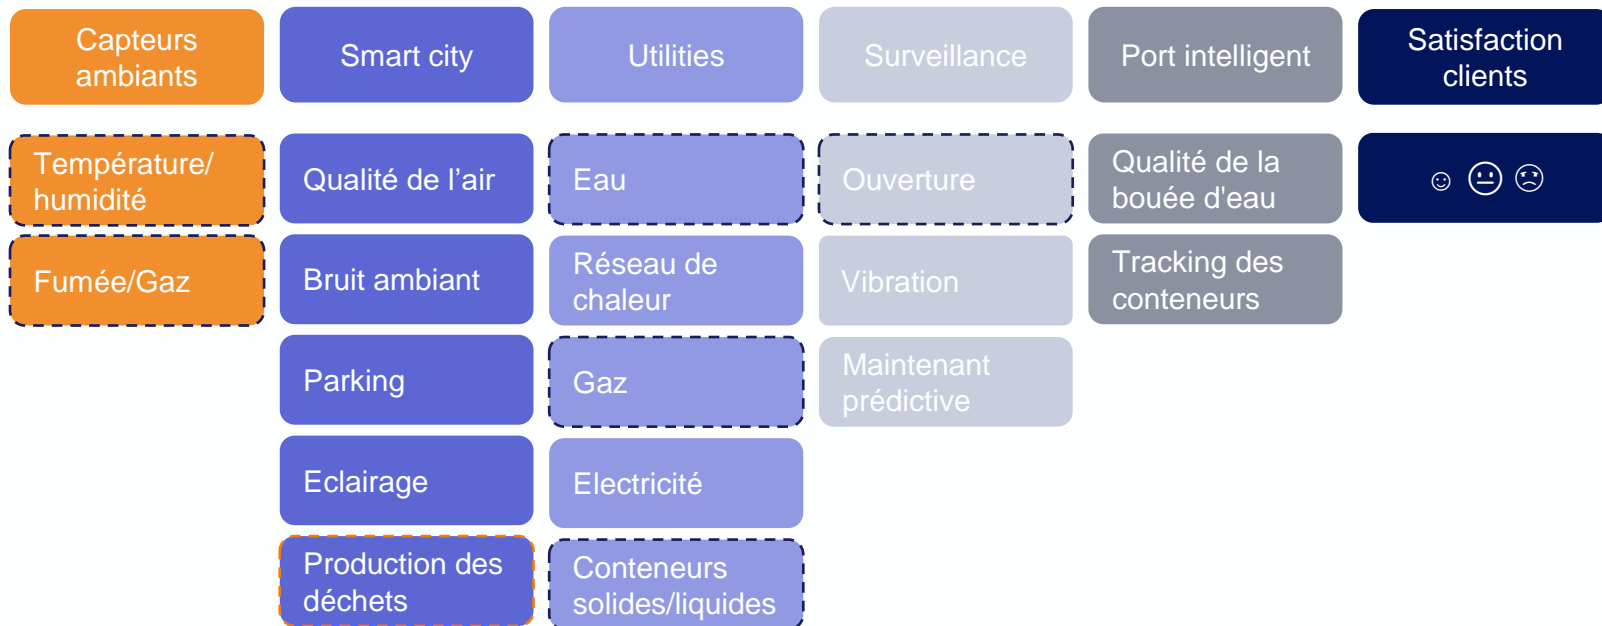 Capteurs
ambiants
Smart city
Utilities
Surveillance
Port intelligent
Satisfaction
clients
Température/
humidité
Fumée/Gaz
Qualité de l’air
Bruit ambiant
Parking
Eclairage
Production des
déchets
Eau
Réseau de
chaleur
Gaz
Electricité
Conteneurs
solides/liquides
Ouverture
Vibration
Maintenant
prédictive
Qualité de la
bouée d'eau
Tracking des
conteneurs